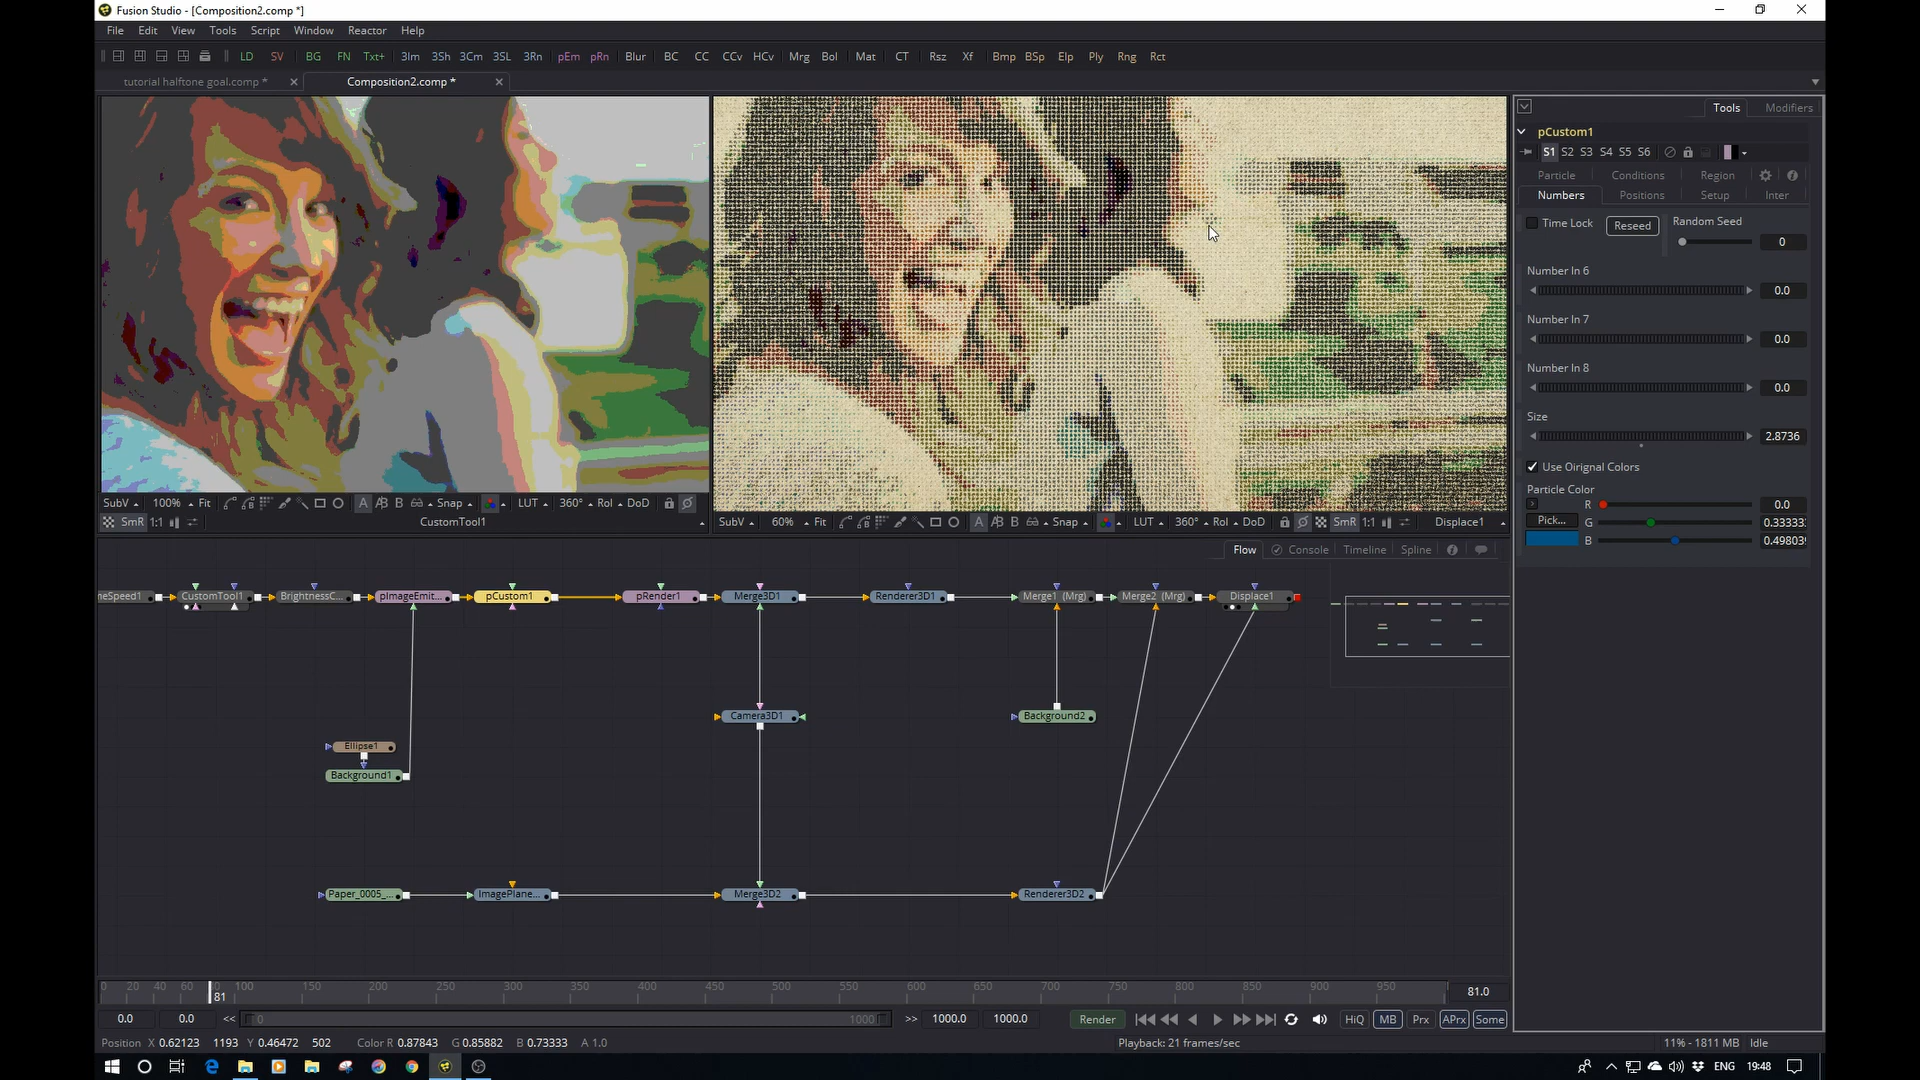 Fusion Studio - [Composition2.comp *]
File Edit View Tools Script Window Reactor Help
LD SV BG FN Txt+ 3Im 3Sh 3Cm 3SL 3Rn pEm pRn Blur BC CC CCv HCv Mrg Bol Mat CT Rsz Xf Bmp BSp Elp Ply Rng Rct
tutorial halftone goal.comp * Composition2.comp *
Tools Modifiers
pCustom1
S1 S2 S3 S4 S5 S6
Particle Conditions Region
Numbers Positions Setup Inter
Time Lock Reseed Random Seed
0
Number In 6
0.0
Number In 7
0.0
Number In 8
0.0
Size
2.8736
Use Oirignal Colors
Particle Color
R 0.0
Pick... G 0.33333
B 0.49803
SubV 100% Fit A B Snap LUT 360° RoI DoD
SmR 1:1 CustomTool1
SubV 60% Fit A B Snap LUT 360° RoI DoD SmR 1:1 Displace1
Flow Console Timeline Spline
neSpeed1 CustomTool1 BrightnessC... pImageEmit... pCustom1 pRender1 Merge3D1 Renderer3D1 Merge1 (Mrg) Merge2 (Mrg) Displace1
Camera3D1 Background2
Ellipse1
Background1
Paper_0005_... ImagePlane... Merge3D2 Renderer3D2
0 20 40 60 80 100 150 200 250 300 350 400 450 500 550 600 650 700 750 800 850 900 950
81 81.0
0.0 0.0 << 0 1000 >> 1000.0 1000.0 Render HiQ MB Prx APrx Some
Position X 0.62123 1193 Y 0.46472 502 Color R 0.87843 G 0.85882 B 0.73333 A 1.0 Playback: 21 frames/sec 11% - 1811 MB Idle
ENG 19:48